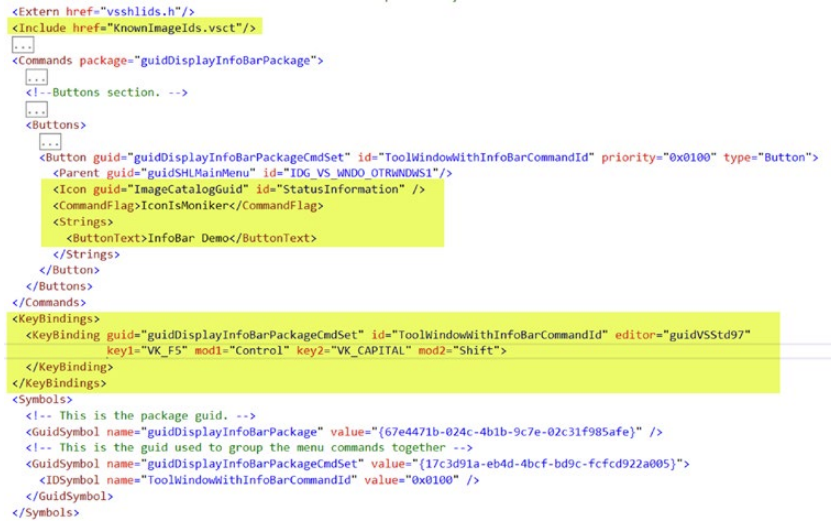 <Extern href="vsshlids.h"/>
<Include href="KnownImageIds.vsct"/>
...
<Commands package="guidDisplayInfoBarPackage">
...
<!--Buttons section. -->
...
<Buttons>
...
<Button guid="guidDisplayInfoBarPackageCmdSet" id="ToolWindowWithInfoBarCommandId" priority="0x0100" type="Button">
<Parent guid="guidSHLMainMenu" id="IDG_VS_WNDO_OTRWNDWS1"/>
<Icon guid="ImageCatalogGuid" id="StatusInformation" />
<CommandFlag>IconIsMoniker</CommandFlag>
<Strings>
<ButtonText>InfoBar Demo</ButtonText>
</Strings>
</Button>
</Buttons>
</Commands>
<KeyBindings>
<KeyBinding guid="guidDisplayInfoBarPackageCmdSet" id="ToolWindowWithInfoBarCommandId" editor="guidVSStd97"
key1="VK_F5" mod1="Control" key2="VK_CAPITAL" mod2="Shift">
</KeyBinding>
</KeyBindings>
<Symbols>
<!-- This is the package guid. -->
<GuidSymbol name="guidDisplayInfoBarPackage" value="{67e4471b-024c-4b1b-9c7e-02c31f985afe}" />
<!-- This is the guid used to group the menu commands together -->
<GuidSymbol name="guidDisplayInfoBarPackageCmdSet" value="{17c3d91a-eb4d-4bcf-bd9c-fcfcd922a005}">
<IDSymbol name="ToolWindowWithInfoBarCommandId" value="0x0100" />
</GuidSymbol>
</Symbols>